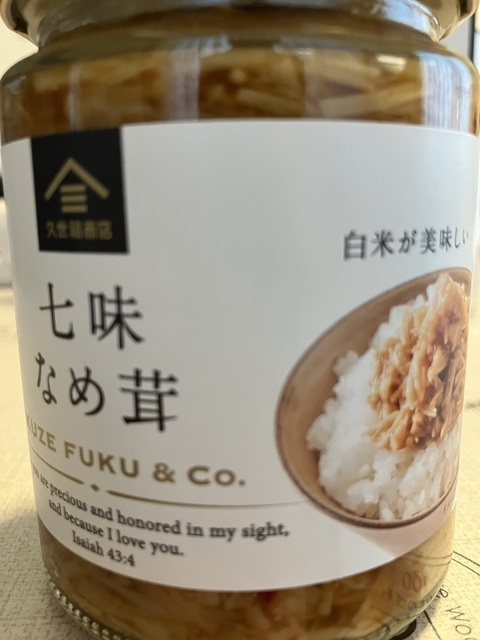 久世福商店
白米が美味しい
七味
なめ茸
KUZE FUKU & Co.
are precious and honored in my sight,
and because I love you.
Isaiah 43:4
100